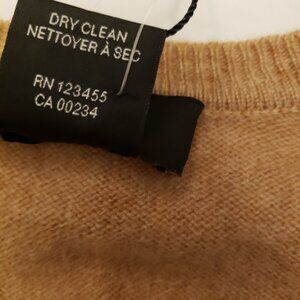 DRY CLEAN
NETTOYER À SEC
RN 123455
CA 00234